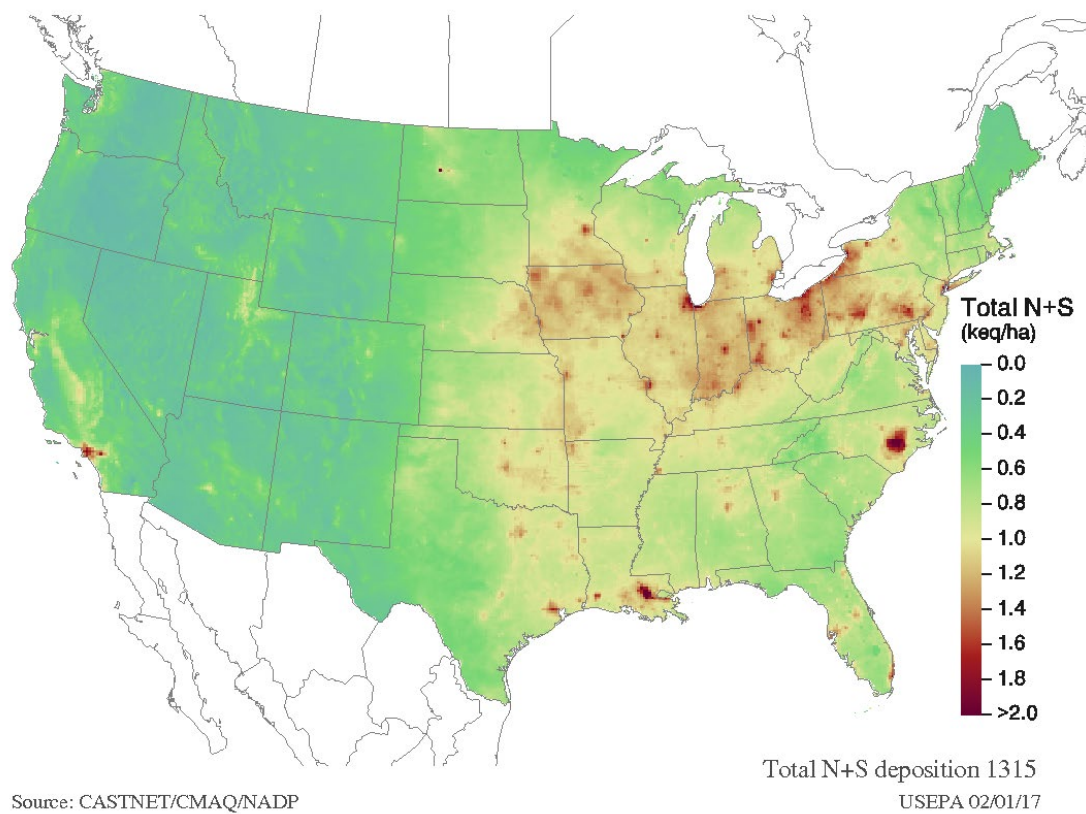 Total N+S
(keq/ha)
0.0
0.2
0.4
0.6
0.8
1.0
1.2
1.4
1.6
1.8
>2.0
Total N+S deposition 1315
Source: CASTNET/CMAQ/NADP
USEPA 02/01/17